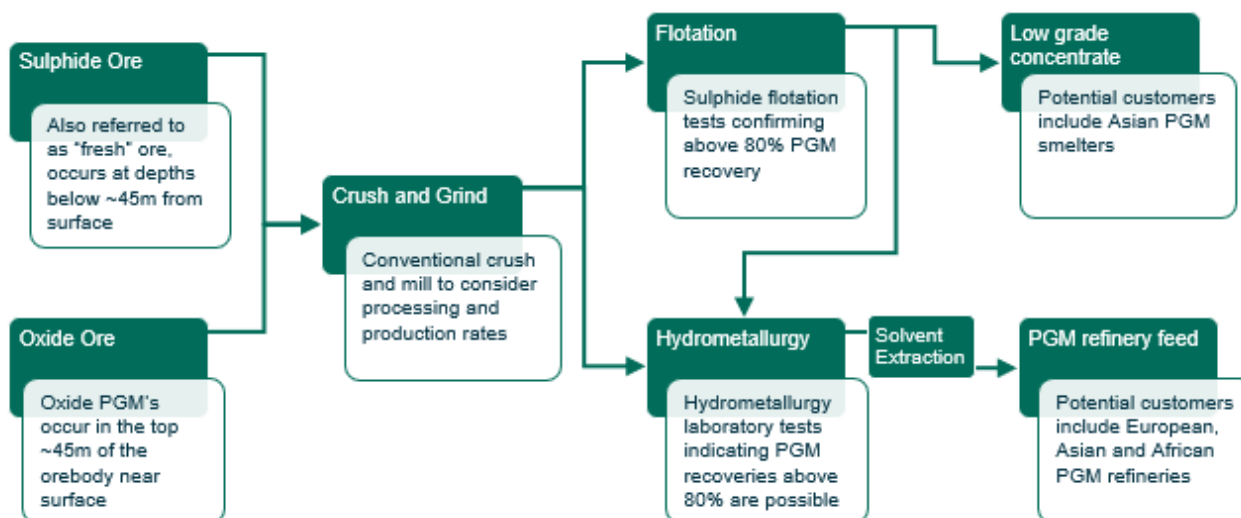 Sulphide Ore
Also referred to
as "fresh" ore,
occurs at depths
below ~45m from
surface
Oxide Ore
Oxide PGM's
occur in the top
~45m of the
orebody near
surface
Crush and Grind
Conventional crush
and mill to consider
processing and
production rates
Flotation
Sulphide flotation
tests confirming
above 80% PGM
recovery
Low grade
concentrate
Potential customers
include Asian PGM
smelters
Hydrometallurgy
Hydrometallurgy
laboratory tests
indicating PGM
recoveries above
80% are possible
Solvent
Extraction
PGM refinery feed
Potential customers
include European,
Asian and African
PGM refineries